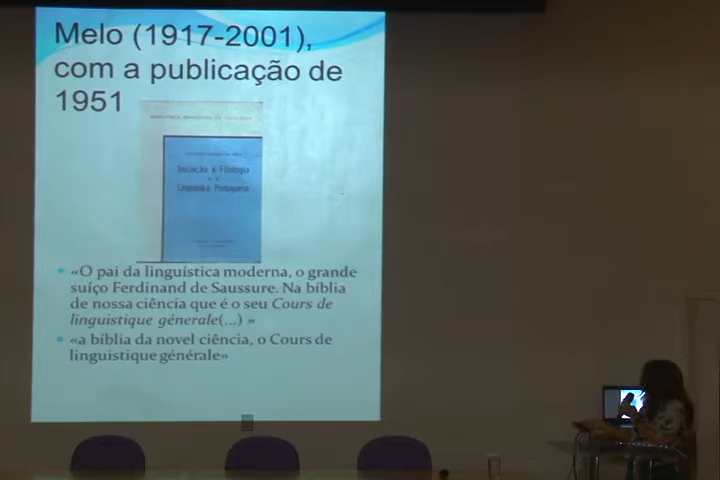 Melo (1917-2001),
com a publicação de
1951
Iniciação à Filologia
e à
Lingüística Portuguesa
«O pai da linguística moderna, o grande
suíço Ferdinand de Saussure. Na bíblia
de nossa ciência que é o seu Cours de
linguistique génerale(...) »
«a bíblia da novel ciência, o Cours de
linguistique générale»